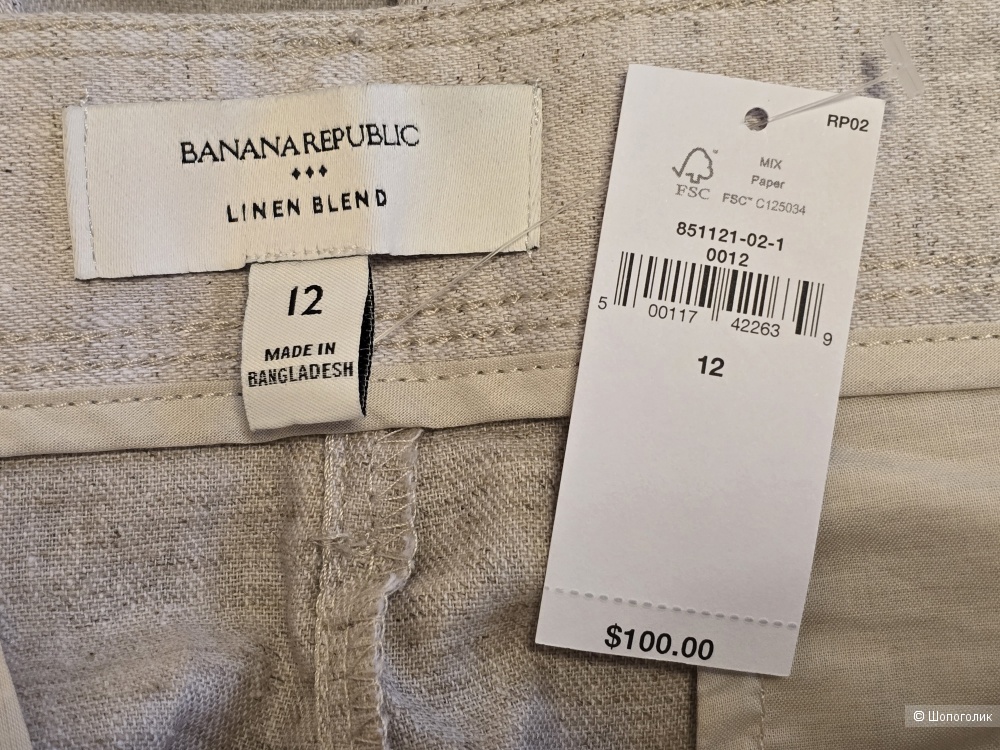 BANANA REPUBLIC
LINEN BLEND
12
MADE IN
BANGLADESH
RP02
MIX
Paper
FSC™ C125034
FSC
851121-02-1
0012
5 00117 42263 9
12
$100.00
© Шопоголик